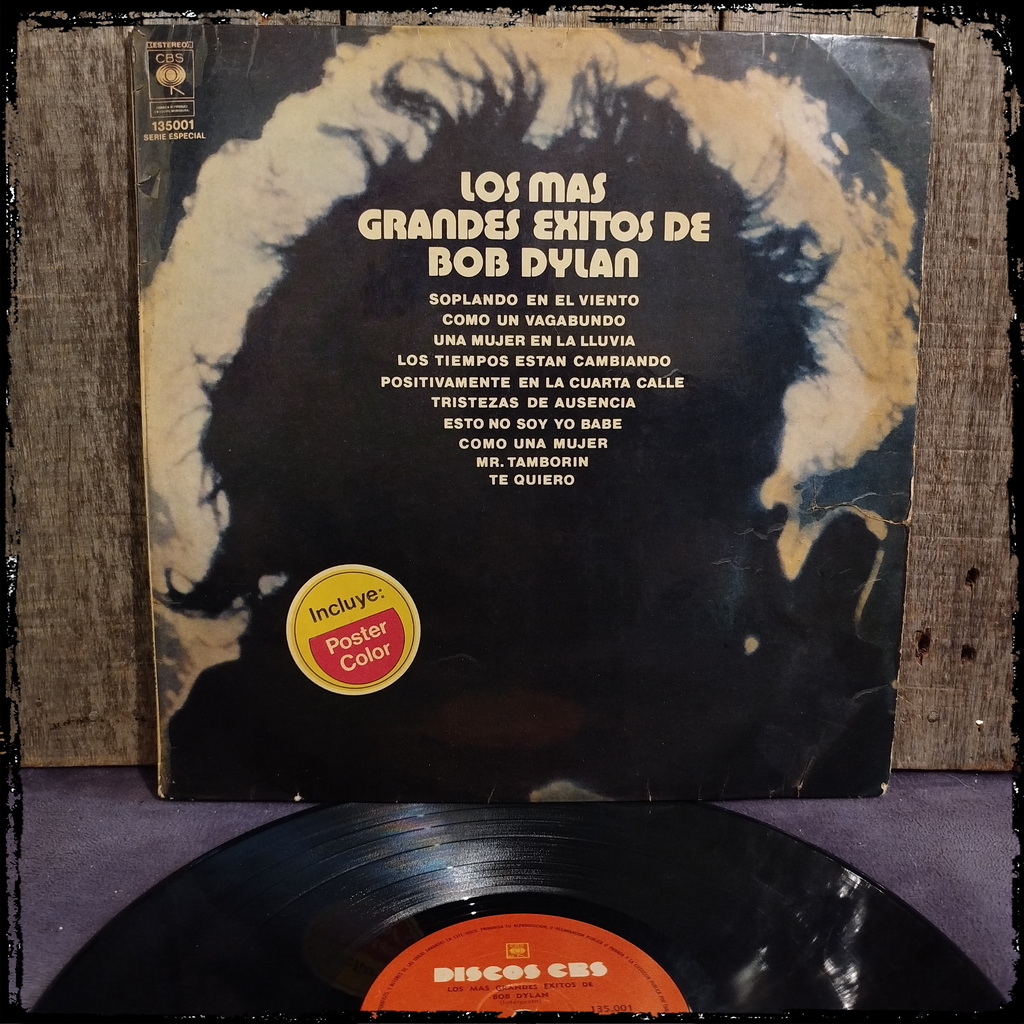 ESTEREO
CBS
135001
SERIE ESPECIAL
LOS MAS
GRANDES EXITOS DE
BOB DYLAN
SOPLANDO EN EL VIENTO
COMO UN VAGABUNDO
UNA MUJER EN LA LLUVIA
LOS TIEMPOS ESTAN CAMBIANDO
POSITIVAMENTE EN LA CUARTA CALLE
TRISTEZAS DE AUSENCIA
ESTO NO SOY YO BABE
COMO UNA MUJER
MR. TAMBORIN
TE QUIERO
Incluye:
Poster
Color
DISCOS CBS
LOS MAS GRANDES EXITOS DE
BOB DYLAN
135.001